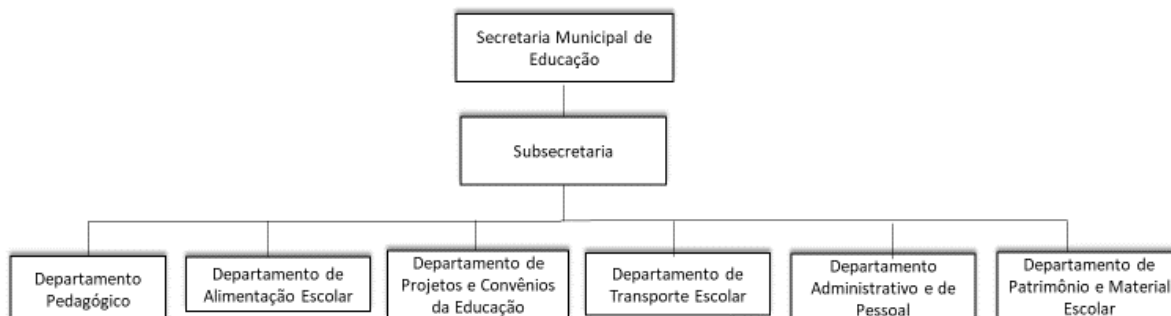 Secretaria Municipal de
Educação
Subsecretaria
Departamento
Pedagógico
Departamento de
Alimentação Escolar
Departamento de
Projetos e Convênios
da Educação
Departamento de
Transporte Escolar
Departamento
Administrativo e de
Pessoal
Departamento de
Patrimônio e Material
Escolar